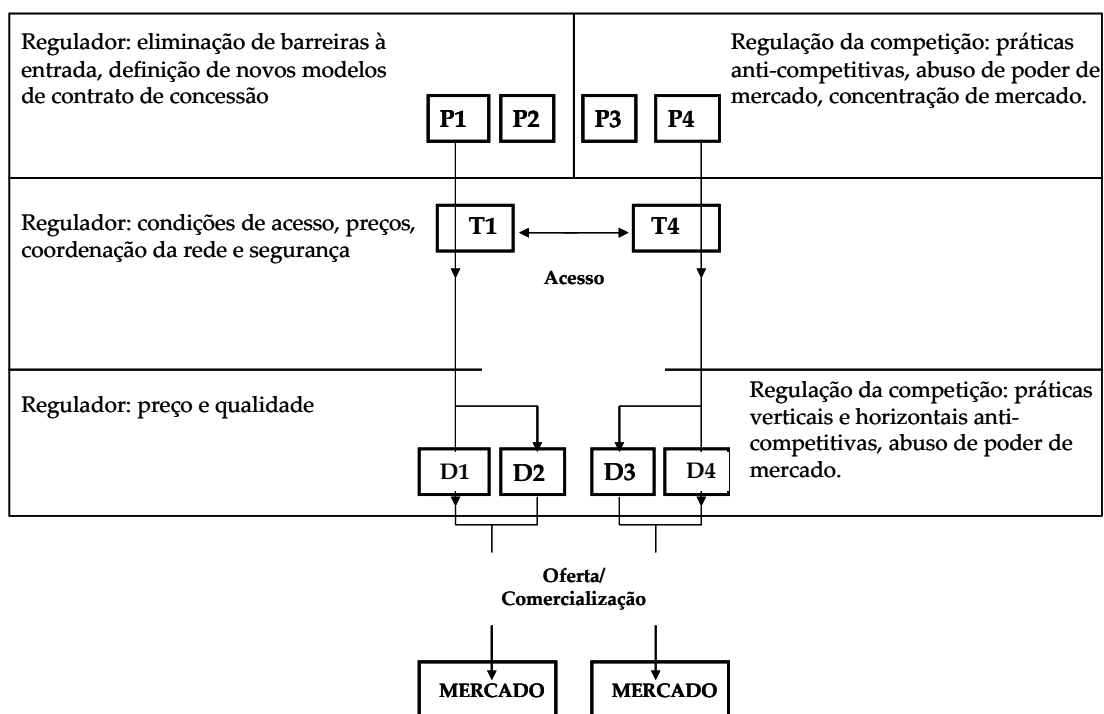 Regulador: eliminação de barreiras à
entrada, definição de novos modelos
de contrato de concessão
Regulação da competição: práticas
anti-competitivas, abuso de poder de
mercado, concentração de mercado.
P1
P2
P3
P4
Regulador: condições de acesso, preços,
coordenação da rede e segurança
T1
T4
Acesso
Regulador: preço e qualidade
Regulação da competição: práticas
verticais e horizontais anti-
competitivas, abuso de poder de
mercado.
D1
D2
D3
D4
Oferta/
Comercialização
MERCADO
MERCADO